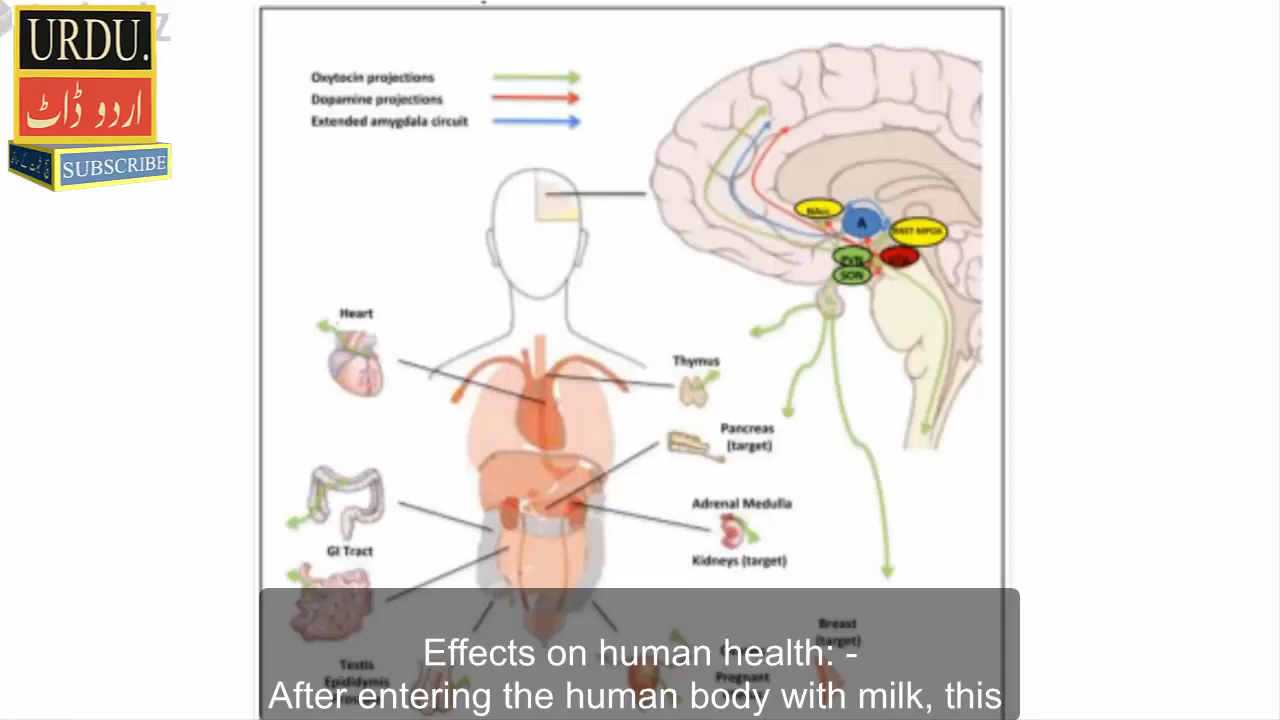 URDU.
اردو ڈاٹ
SUBSCRIBE
Oxytocin projections
Dopamine projections
Extended amygdala circuit
NAcc
A
BNST-MPOA
PVN
VTA
SON
Heart
Thymus
Pancreas
(target)
Adrenal Medulla
GI Tract
Kidneys (target)
Breast
(target)
Testis
Epididymis
Pregnant
Effects on human health: -
After entering the human body with milk, this